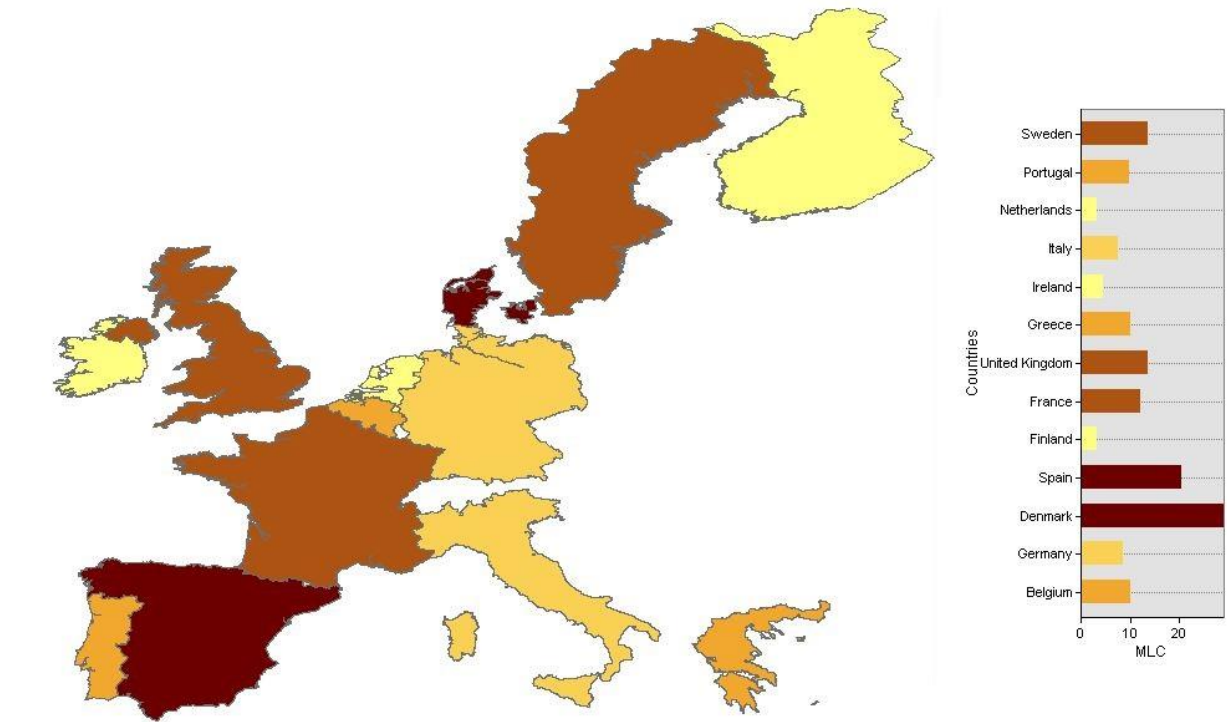 Sweden
Portugal
Netherlands
Italy
Ireland
Greece
United Kingdom
France
Finland
Spain
Denmark
Germany
Belgium
Countries
0 10 20
MLC